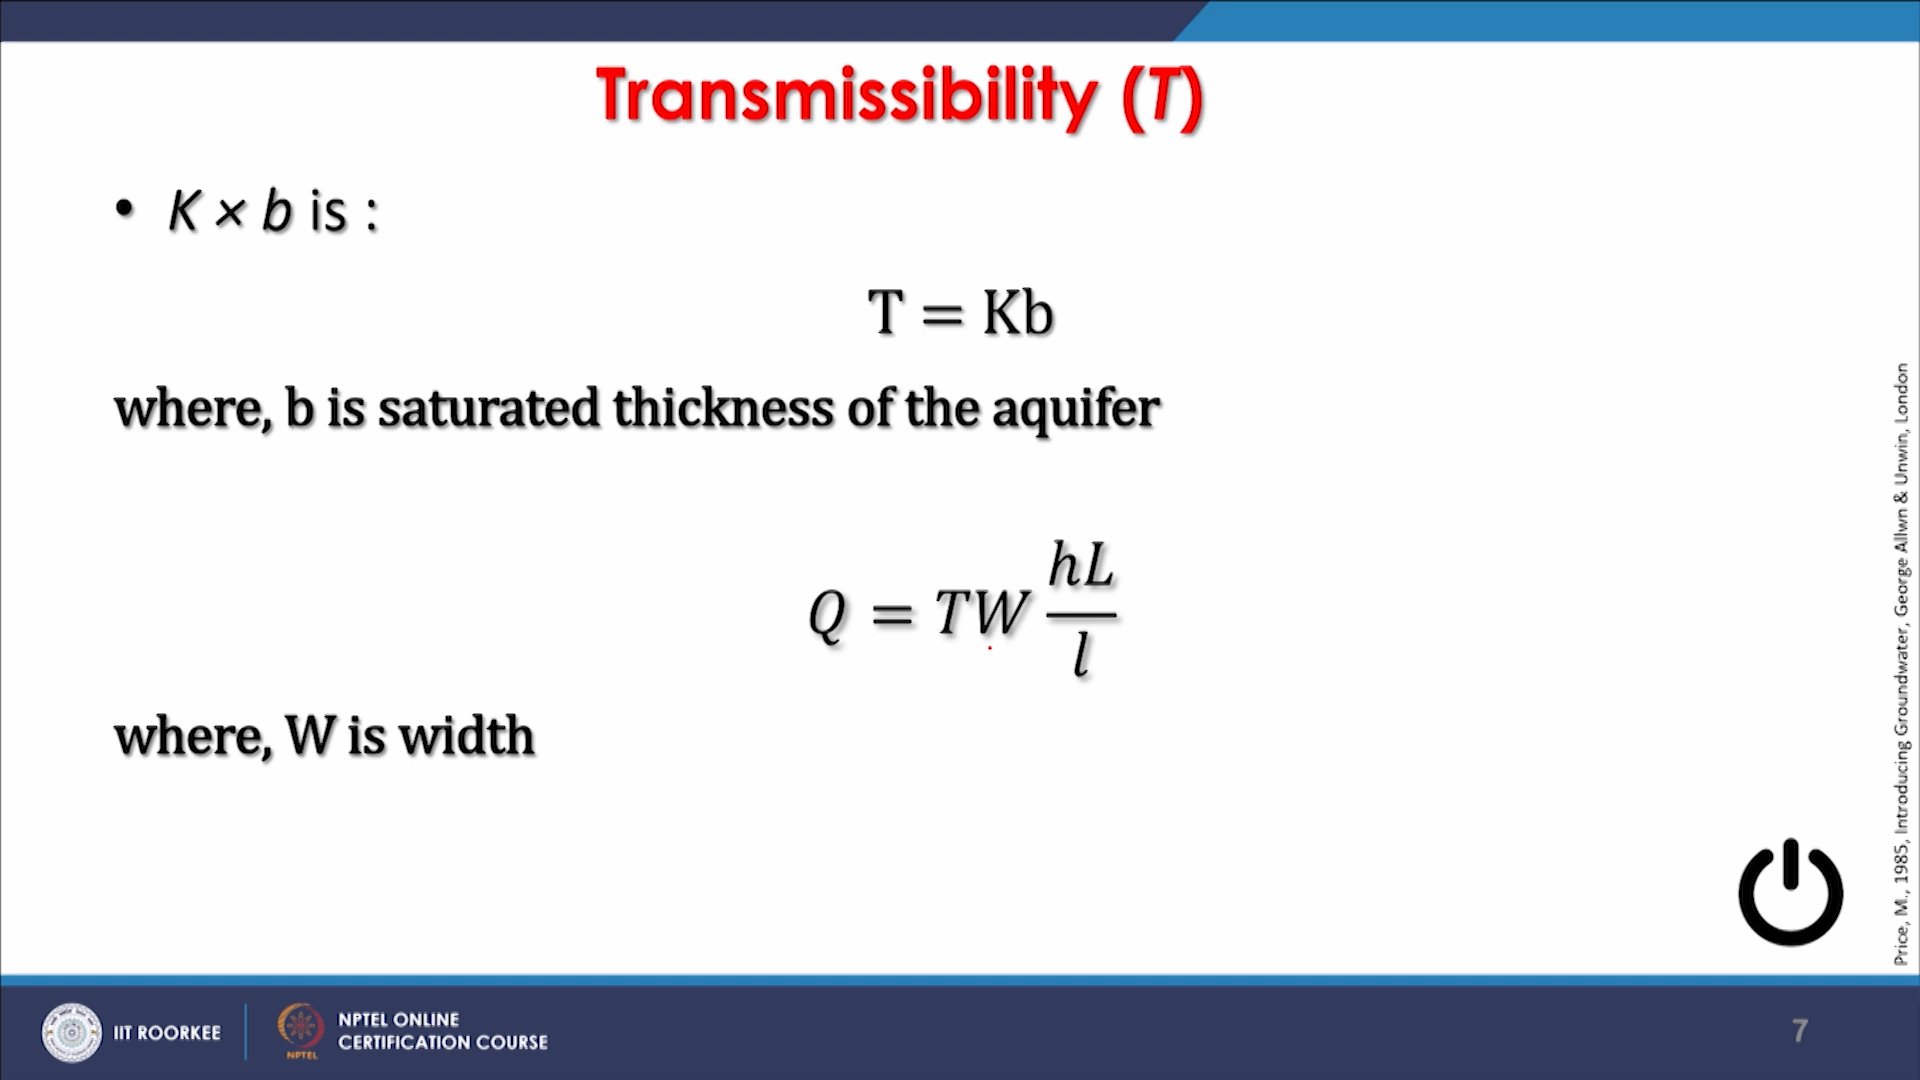 Transmissibility (T)
• K × b is :
T = Kb
where, b is saturated thickness of the aquifer
Q = TW hL/l
where, W is width
Price, M., 1985, Introducing Groundwater, George Allwn & Unwin, London
IIT ROORKEE
NPTEL
NPTEL ONLINE
CERTIFICATION COURSE
7